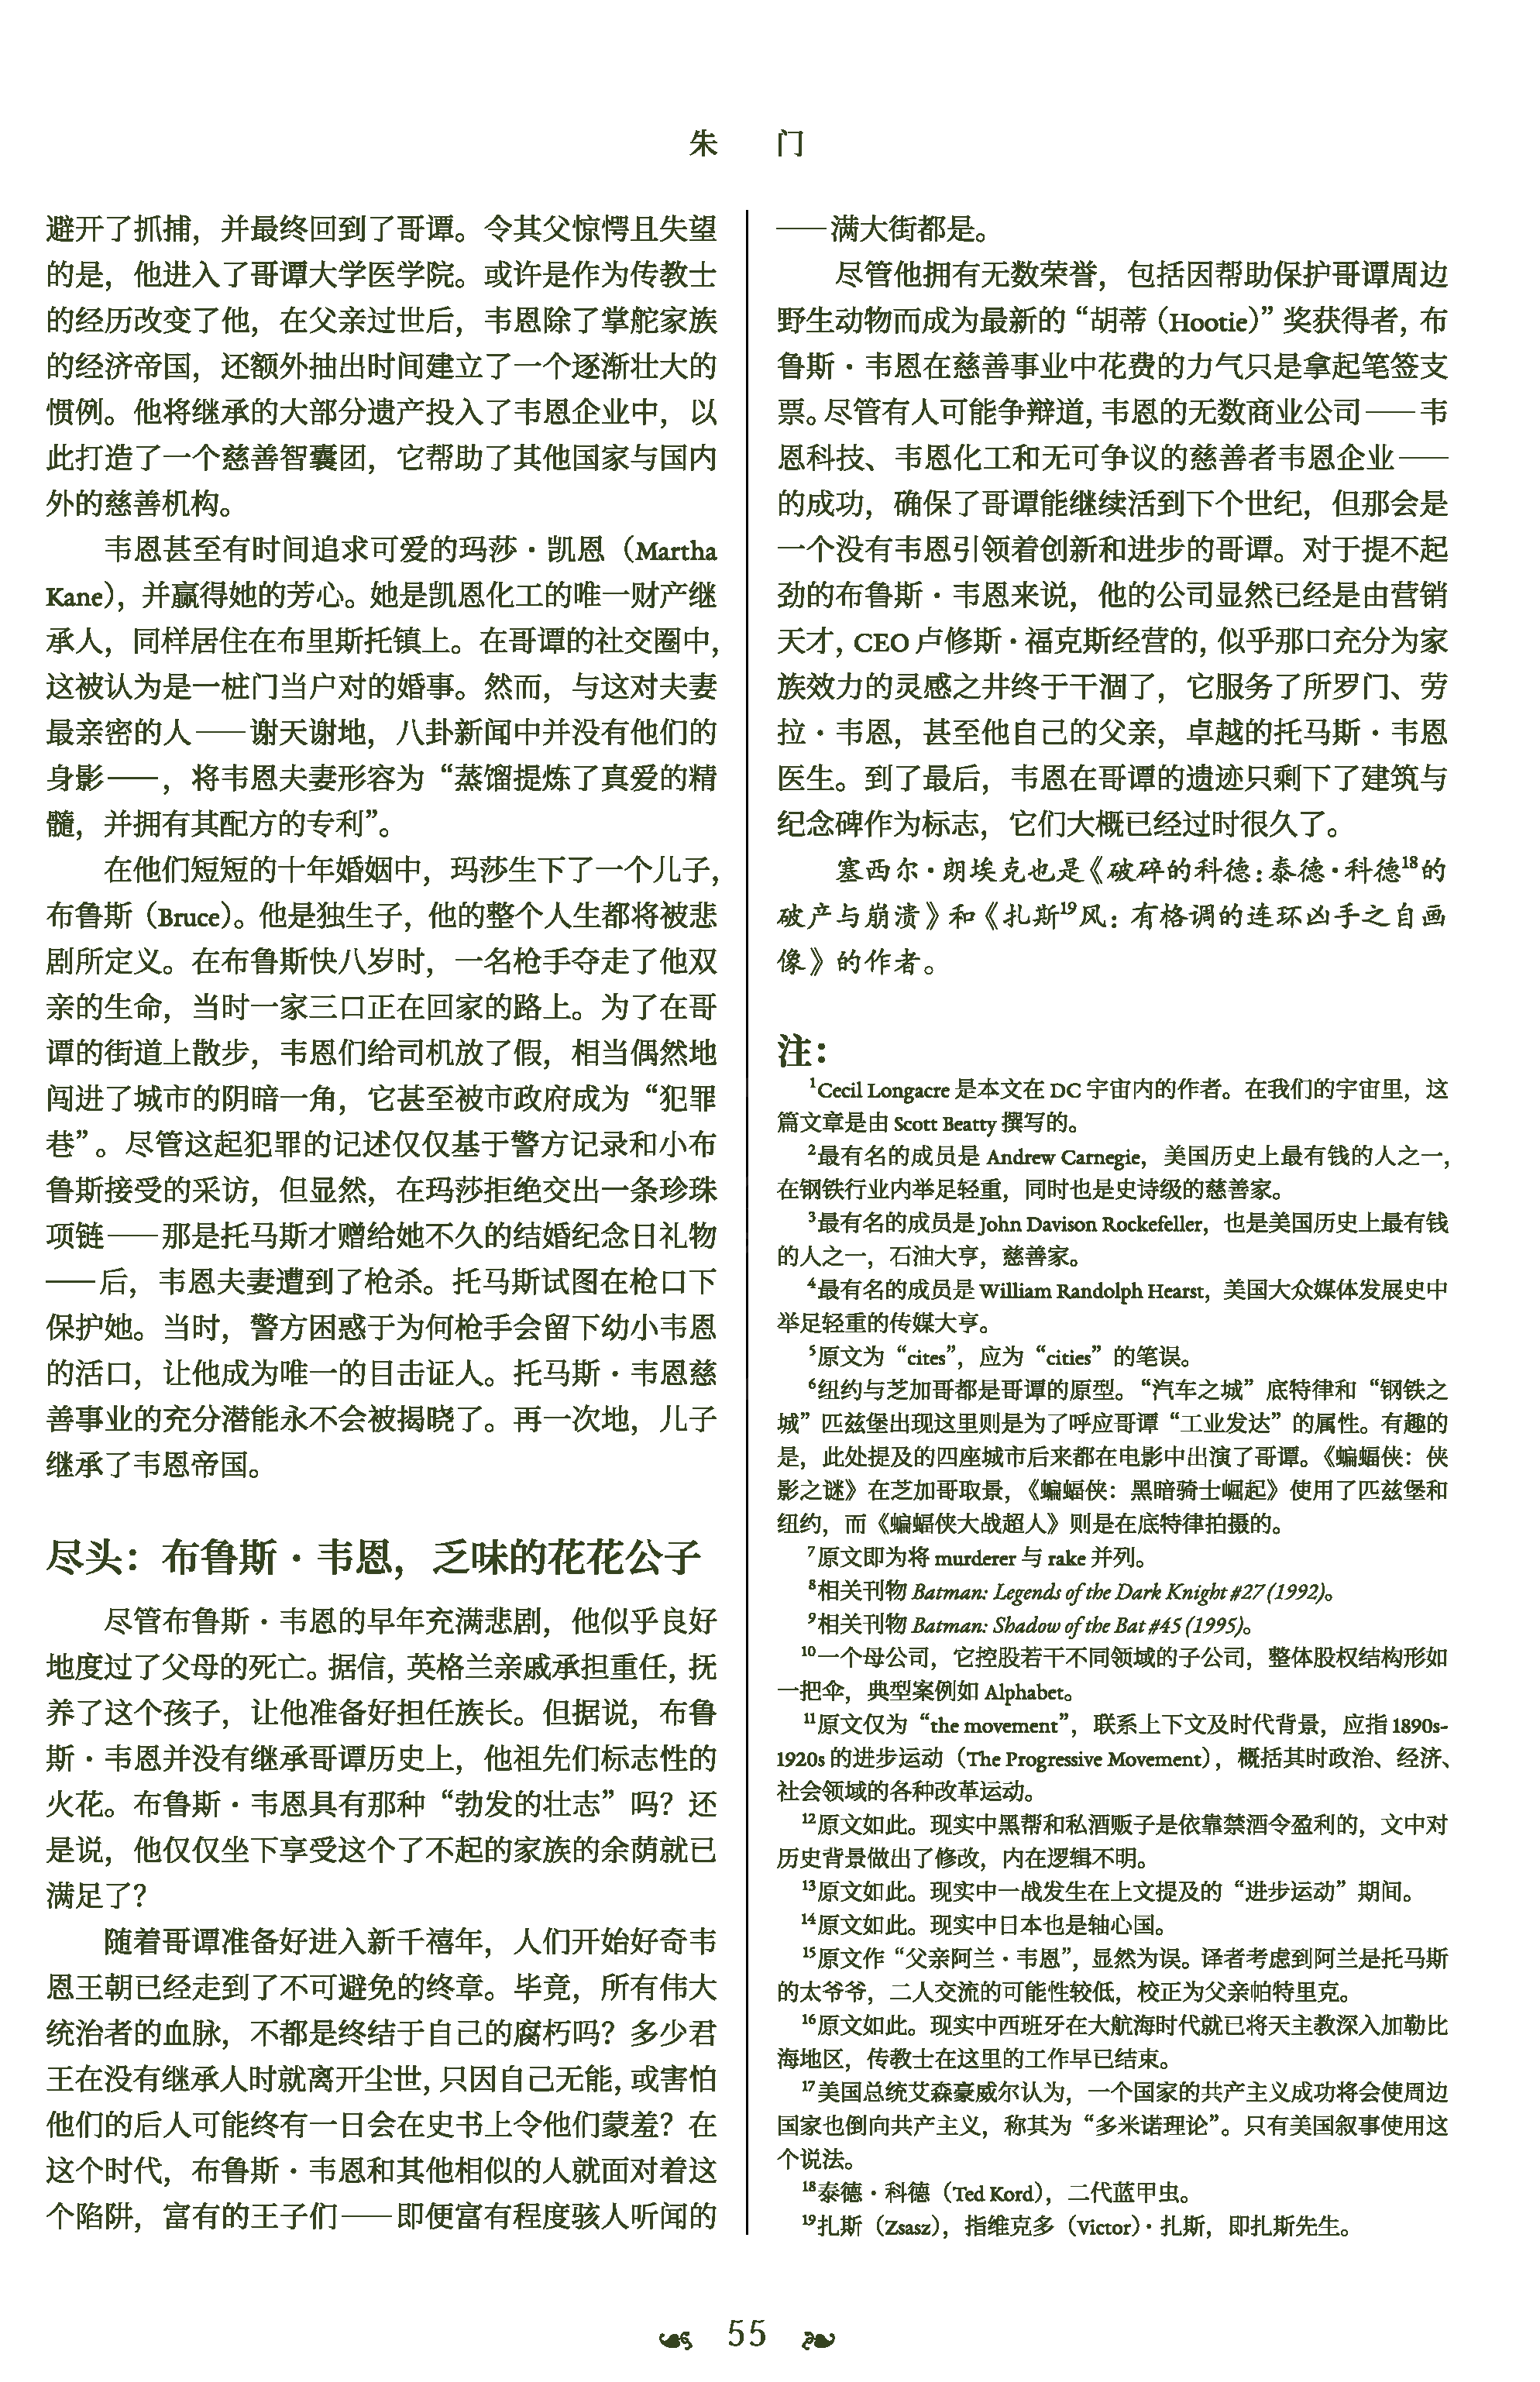 朱 门
避开了抓捕，并最终回到了哥谭。令其父惊愕且失望
的是，他进入了哥谭大学医学院。或许是作为传教士
的经历改变了他，在父亲过世后，韦恩除了掌舵家族
的经济帝国，还额外抽出时间建立了一个逐渐壮大的
惯例。他将继承的大部分遗产投入了韦恩企业中，以
此打造了一个慈善智囊团，它帮助了其他国家与国内
外的慈善机构。
韦恩甚至有时间追求可爱的玛莎·凯恩（Martha
Kane），并赢得她的芳心。她是凯恩化工的唯一财产继
承人，同样居住在布里斯托镇上。在哥谭的社交圈中，
这被认为是一桩门当户对的婚事。然而，与这对夫妻
最亲密的人——谢天谢地，八卦新闻中并没有他们的
身影——，将韦恩夫妻形容为“蒸馏提炼了真爱的精
髓，并拥有其配方的专利”。
在他们短短的十年婚姻中，玛莎生下了一个儿子，
布鲁斯（Bruce）。他是独生子，他的整个人生都将被悲
剧所定义。在布鲁斯快八岁时，一名枪手夺走了他双
亲的生命，当时一家三口正在回家的路上。为了在哥
谭的街道上散步，韦恩们给司机放了假，相当偶然地
闯进了城市的阴暗一角，它甚至被市政府成为“犯罪
巷”。尽管这起犯罪的记述仅仅基于警方记录和小布
鲁斯接受的采访，但显然，在玛莎拒绝交出一条珍珠
项链——那是托马斯才赠给她不久的结婚纪念日礼物
——后，韦恩夫妻遭到了枪杀。托马斯试图在枪口下
保护她。当时，警方困惑于为何枪手会留下幼小韦恩
的活口，让他成为唯一的目击证人。托马斯·韦恩慈
善事业的充分潜能永不会被揭晓了。再一次地，儿子
继承了韦恩帝国。
尽头：布鲁斯·韦恩，乏味的花花公子
尽管布鲁斯·韦恩的早年充满悲剧，他似乎良好
地度过了父母的死亡。据信，英格兰亲戚承担重任，抚
养了这个孩子，让他准备好担任族长。但据说，布鲁
斯·韦恩并没有继承哥谭历史上，他祖先们标志性的
火花。布鲁斯·韦恩具有那种“勃发的壮志”吗？还
是说，他仅仅坐下享受这个了不起的家族的余荫就已
满足了？
随着哥谭准备好进入新千禧年，人们开始好奇韦
恩王朝已经走到了不可避免的终章。毕竟，所有伟大
统治者的血脉，不都是终结于自己的腐朽吗？多少君
王在没有继承人时就离开尘世，只因自己无能，或害怕
他们的后人可能终有一日会在史书上令他们蒙羞？在
这个时代，布鲁斯·韦恩和其他相似的人就面对着这
个陷阱，富有的王子们——即便富有程度骇人听闻的
——满大街都是。
尽管他拥有无数荣誉，包括因帮助保护哥谭周边
野生动物而成为最新的“胡蒂（Hootie）”奖获得者，布
鲁斯·韦恩在慈善事业中花费的力气只是拿起笔签支
票。尽管有人可能争辩道，韦恩的无数商业公司——韦
恩科技、韦恩化工和无可争议的慈善者韦恩企业——
的成功，确保了哥谭能继续活到下个世纪，但那会是
一个没有韦恩引领着创新和进步的哥谭。对于提不起
劲的布鲁斯·韦恩来说，他的公司显然已经是由营销
天才，CEO 卢修斯·福克斯经营的，似乎那口充分为家
族效力的灵感之井终于干涸了，它服务了所罗门、劳
拉·韦恩，甚至他自己的父亲，卓越的托马斯·韦恩
医生。到了最后，韦恩在哥谭的遗迹只剩下了建筑与
纪念碑作为标志，它们大概已经过时很久了。
塞西尔·朗埃克也是《破碎的科德：泰德·科德¹⁸的
破产与崩溃》和《扎斯¹⁹风：有格调的连环凶手之自画
像》的作者。
注：
¹Cecil Longacre 是本文在 DC 宇宙内的作者。在我们的宇宙里，这
篇文章是由 Scott Beatty 撰写的。
²最有名的成员是 Andrew Carnegie，美国历史上最有钱的人之一，
在钢铁行业内举足轻重，同时也是史诗级的慈善家。
³最有名的成员是John Davison Rockefeller，也是美国历史上最有钱
的人之一，石油大亨，慈善家。
⁴最有名的成员是 William Randolph Hearst，美国大众媒体发展史中
举足轻重的传媒大亨。
⁵原文为“cites”，应为“cities”的笔误。
⁶纽约与芝加哥都是哥谭的原型。“汽车之城”底特律和“钢铁之
城”匹兹堡出现这里则是为了呼应哥谭“工业发达”的属性。有趣的
是，此处提及的四座城市后来都在电影中出演了哥谭。《蝙蝠侠：侠
影之谜》在芝加哥取景，《蝙蝠侠：黑暗骑士崛起》使用了匹兹堡和
纽约，而《蝙蝠侠大战超人》则是在底特律拍摄的。
⁷原文即为将 murderer 与 rake 并列。
⁸相关刊物 Batman: Legends of the Dark Knight #27 (1992)。
⁹相关刊物 Batman: Shadow of the Bat #45 (1995)。
¹⁰一个母公司，它控股若干不同领域的子公司，整体股权结构形如
一把伞，典型案例如 Alphabet。
¹¹原文仅为“the movement”，联系上下文及时代背景，应指 1890s-
1920s 的进步运动（The Progressive Movement），概括其时政治、经济、
社会领域的各种改革运动。
¹²原文如此。现实中黑帮和私酒贩子是依靠禁酒令盈利的，文中对
历史背景做出了修改，内在逻辑不明。
¹³原文如此。现实中一战发生在上文提及的“进步运动”期间。
¹⁴原文如此。现实中日本也是轴心国。
¹⁵原文作“父亲阿兰·韦恩”，显然为误。译者考虑到阿兰是托马斯
的太爷爷，二人交流的可能性较低，校正为父亲帕特里克。
¹⁶原文如此。现实中西班牙在大航海时代就已将天主教深入加勒比
海地区，传教士在这里的工作早已结束。
¹⁷美国总统艾森豪威尔认为，一个国家的共产主义成功将会使周边
国家也倒向共产主义，称其为“多米诺理论”。只有美国叙事使用这
个说法。
¹⁸泰德·科德（Ted Kord），二代蓝甲虫。
¹⁹扎斯（Zsasz），指维克多（Victor）·扎斯，即扎斯先生。
55